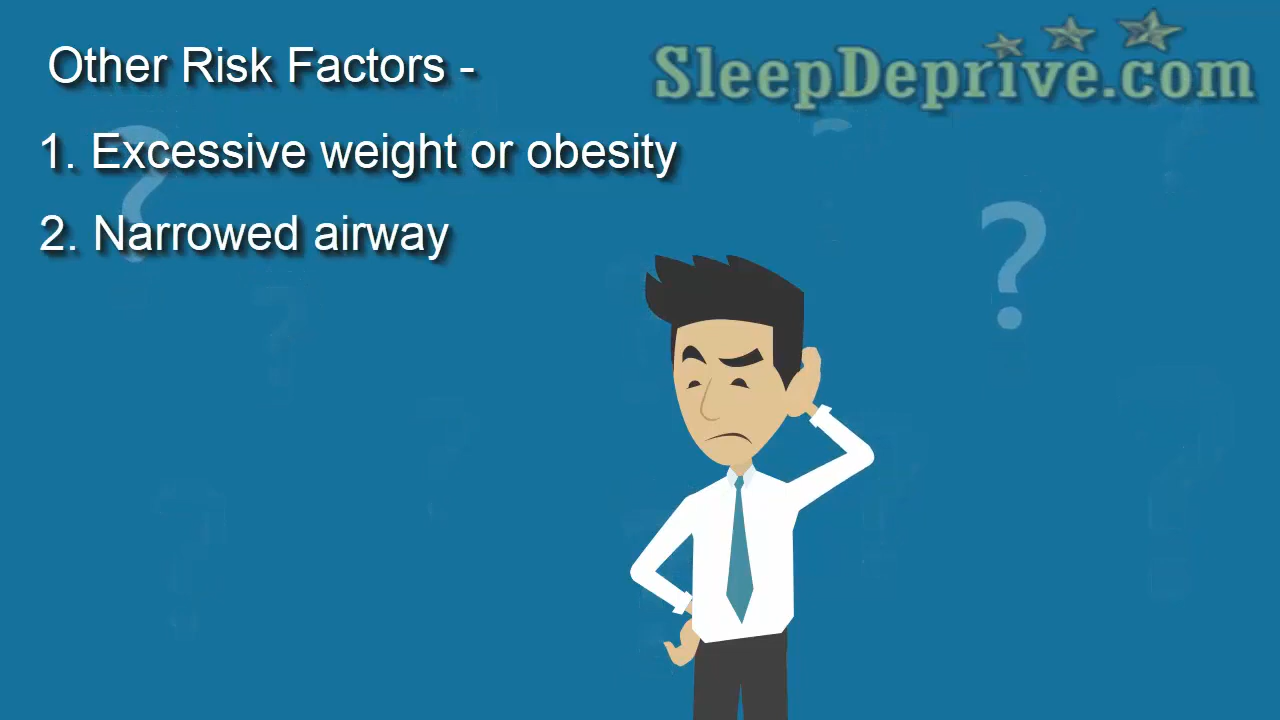 Other Risk Factors -
SleepDeprive.com
1. Excessive weight or obesity
2. Narrowed airway